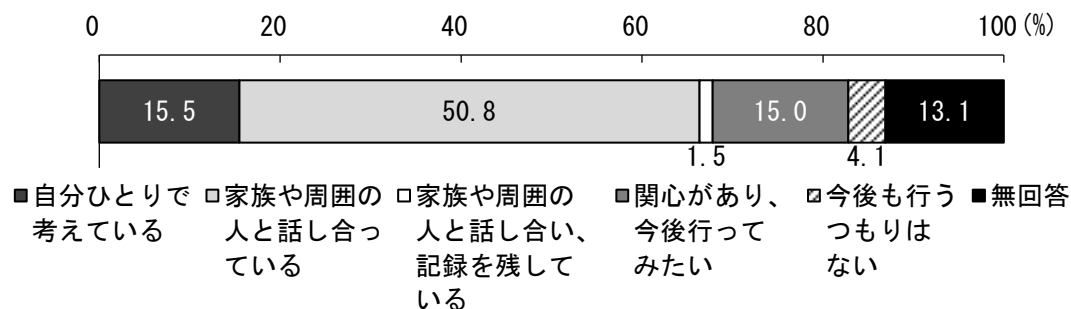 0 20 40 60 80 100 (%)
15.5 50.8 15.0 13.1
1.5 4.1
■自分ひとりで
考えている
□家族や周囲の
人と話し合っ
ている
□家族や周囲の
人と話し合い、
記録を残して
いる
■関心があり、
今後行って
みたい
今後も行う
つもりは
ない
■無回答